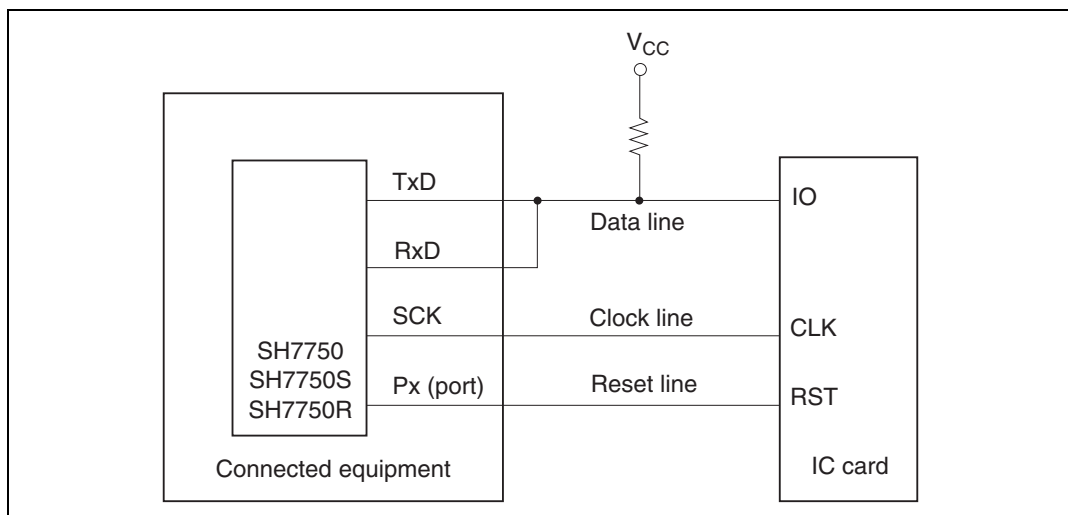 VCC
TxD
IO
Data line
RxD
SCK
Clock line
CLK
SH7750
SH7750S
SH7750R
Px (port)
Reset line
RST
Connected equipment
IC card